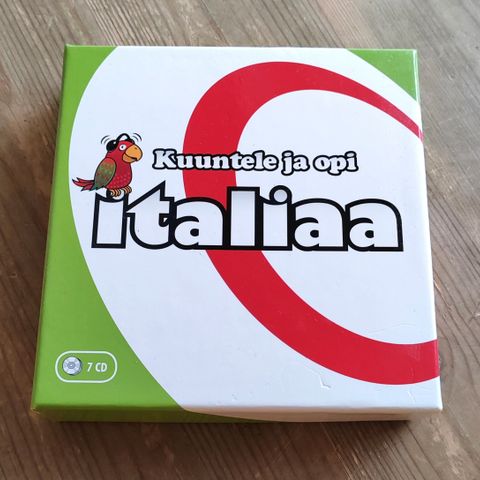 Kuuntele ja opi
italiaa
7 CD